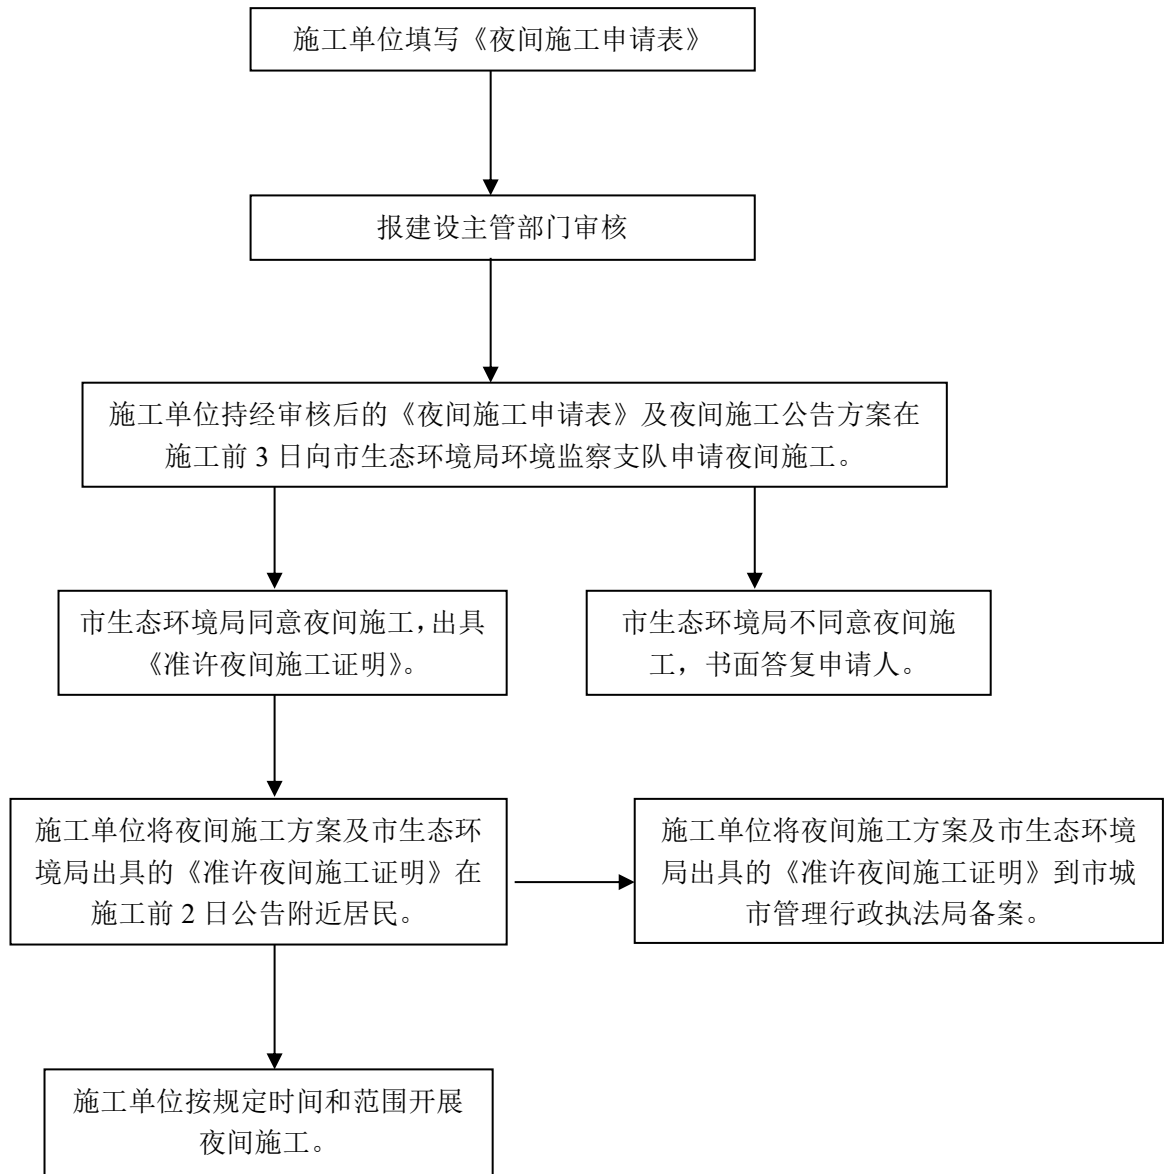 施工单位填写《夜间施工申请表》
报建设主管部门审核
施工单位持经审核后的《夜间施工申请表》及夜间施工公告方案在
施工前 3 日向市生态环境局环境监察支队申请夜间施工。
市生态环境局同意夜间施工，出具
《准许夜间施工证明》。
市生态环境局不同意夜间施
工，书面答复申请人。
施工单位将夜间施工方案及市生态环
境局出具的《准许夜间施工证明》在
施工前 2 日公告附近居民。
施工单位将夜间施工方案及市生态环境
局出具的《准许夜间施工证明》到市城
市管理行政执法局备案。
施工单位按规定时间和范围开展
夜间施工。